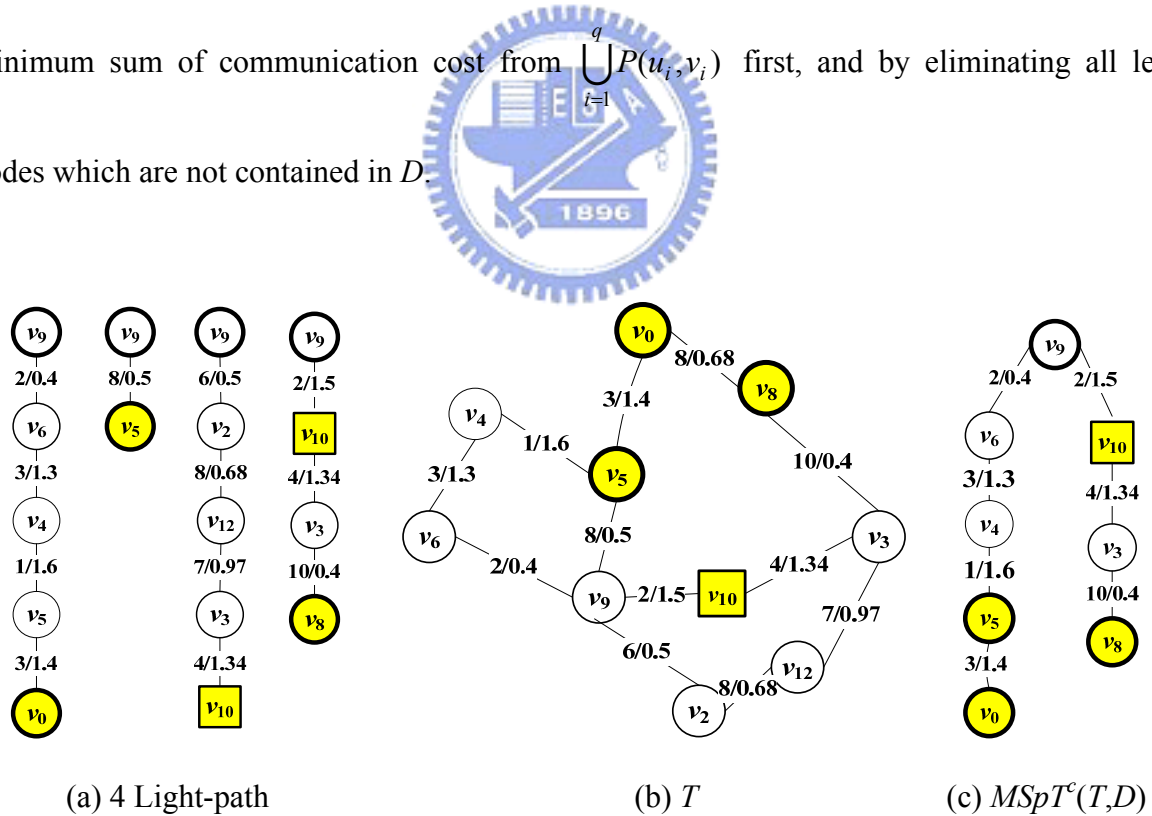 inimum sum of communication cost from ⋃_{i=1}^{q} P(u_i, v_i) first, and by eliminating all le
odes which are not contained in D.
1896
v9
2/0.4
v6
3/1.3
v4
1/1.6
v5
3/1.4
v0
v9
8/0.5
v5
v9
6/0.5
v2
8/0.68
v12
7/0.97
v3
4/1.34
v10
v9
2/1.5
v10
4/1.34
v3
10/0.4
v8
v0
8/0.68
v8
3/1.4
v4
1/1.6
10/0.4
3/1.3
v5
v6
8/0.5
v3
2/0.4
4/1.34
v9
2/1.5
v10
7/0.97
6/0.5
v12
8/0.68
v2
v9
2/0.4
2/1.5
v6
v10
3/1.3
4/1.34
v4
v3
1/1.6
10/0.4
v5
v8
3/1.4
v0
(a) 4 Light-path
(b) T
(c) MSpT^c(T,D)